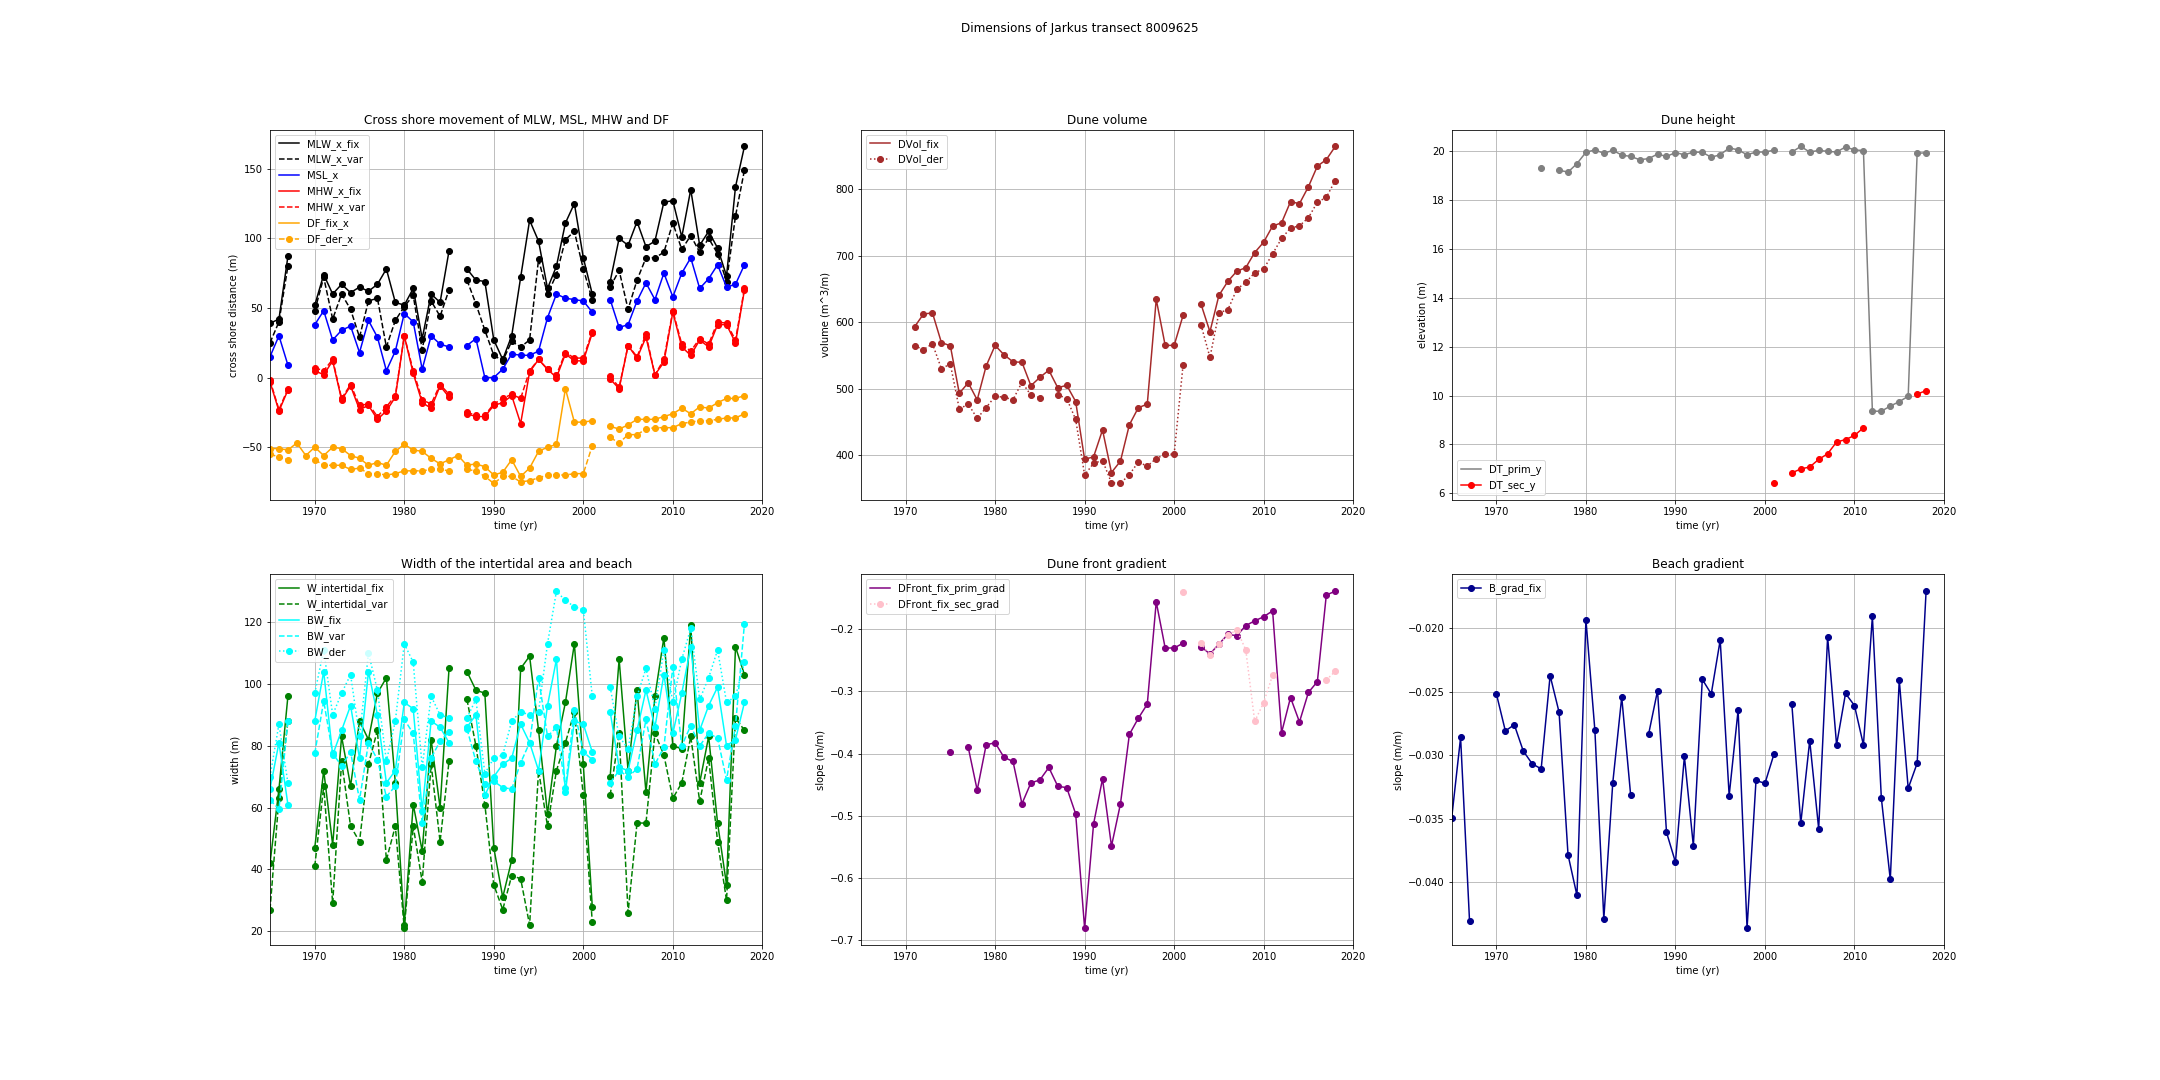 Dimensions of Jarkus transect 8009625
Cross shore movement of MLW, MSL, MHW and DF
MLW_x_fix
MLW_x_var
MSL_x
MHW_x_fix
MHW_x_var
DF_fix_x
DF_der_x
cross shore distance (m)
150
100
50
0
−50
1970 1980 1990 2000 2010 2020
time (yr)
Dune volume
DVol_fix
DVol_der
volume (m^3/m)
800
700
600
500
400
1970 1980 1990 2000 2010 2020
time (yr)
Dune height
DT_prim_y
DT_sec_y
elevation (m)
20
18
16
14
12
10
8
6
1970 1980 1990 2000 2010 2020
time (yr)
Width of the intertidal area and beach
W_intertidal_fix
W_intertidal_var
BW_fix
BW_var
BW_der
width (m)
120
100
80
60
40
20
1970 1980 1990 2000 2010 2020
time (yr)
Dune front gradient
DFront_fix_prim_grad
DFront_fix_sec_grad
slope (m/m)
−0.2
−0.3
−0.4
−0.5
−0.6
−0.7
1970 1980 1990 2000 2010 2020
time (yr)
Beach gradient
B_grad_fix
slope (m/m)
−0.020
−0.025
−0.030
−0.035
−0.040
1970 1980 1990 2000 2010 2020
time (yr)